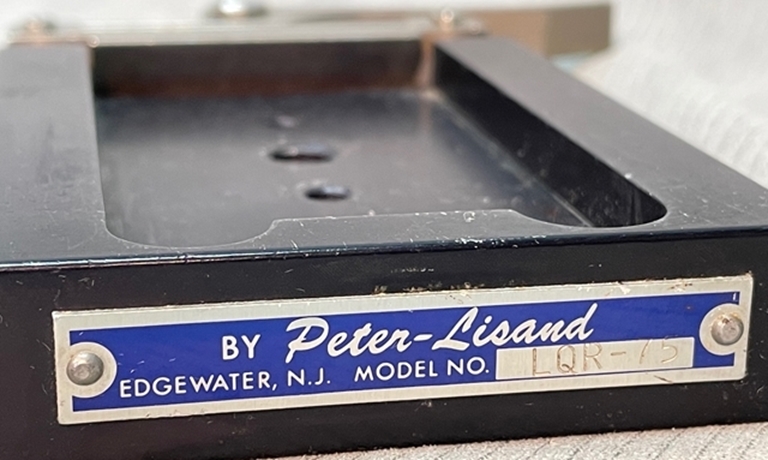 BY Peter-Lisand
EDGEWATER, N.J. MODEL NO. LQR-75